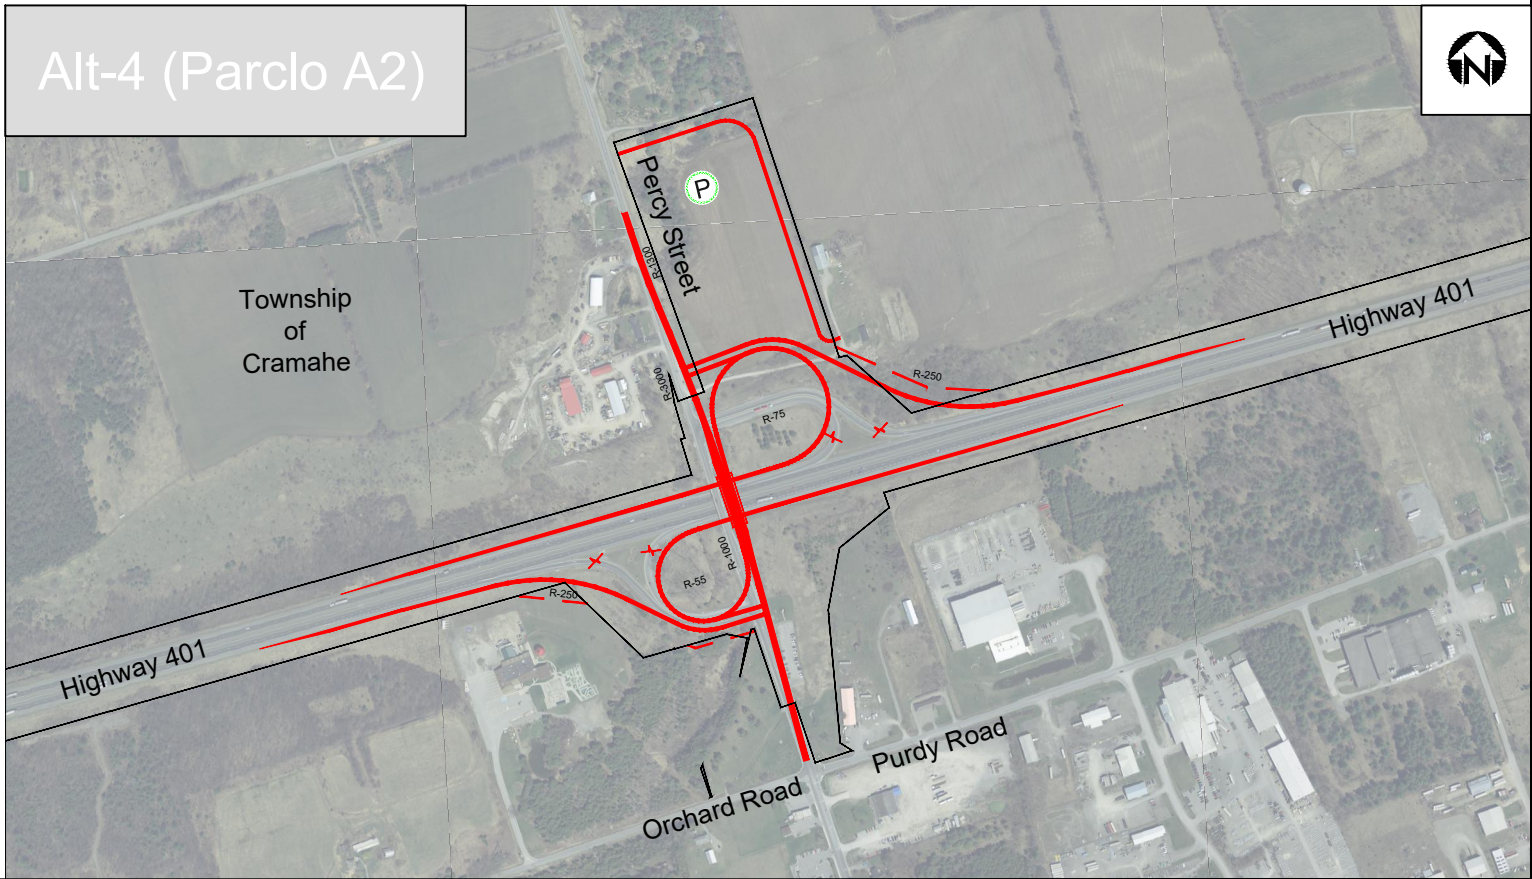 Alt-4 (Parclo A2)
N
P
Percy Street
R-1300
Township
of
Cramahe
Highway 401
R-3000
R-250
R-75
R-1000
R-55
R-250
Highway 401
Purdy Road
Orchard Road